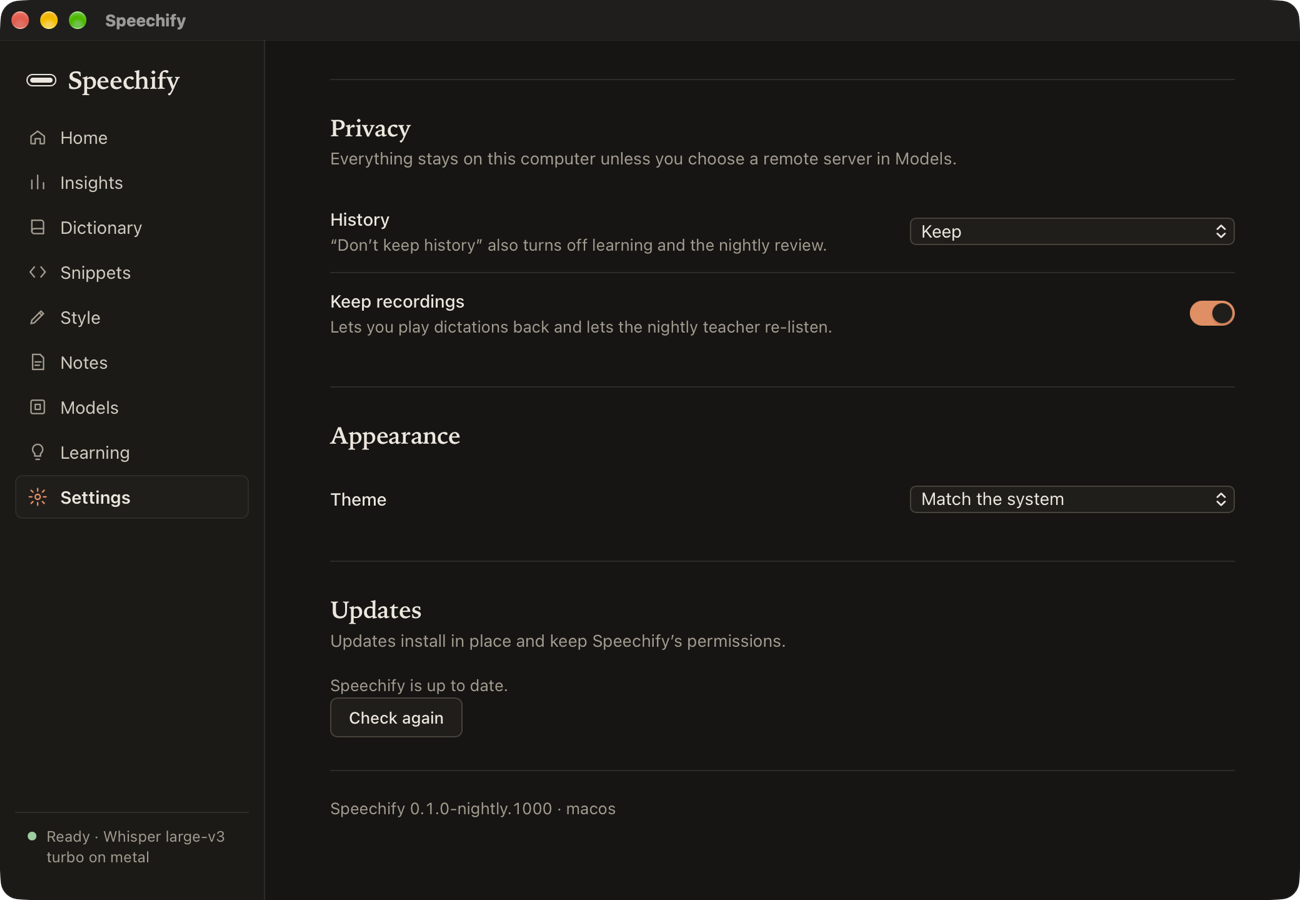 Speechify
Speechify
Home
Insights
Dictionary
Snippets
Style
Notes
Models
Learning
Settings
Ready · Whisper large-v3
turbo on metal
Privacy
Everything stays on this computer unless you choose a remote server in Models.
History
“Don’t keep history” also turns off learning and the nightly review.
Keep
Keep recordings
Lets you play dictations back and lets the nightly teacher re-listen.
Appearance
Theme
Match the system
Updates
Updates install in place and keep Speechify’s permissions.
Speechify is up to date.
Check again
Speechify 0.1.0-nightly.1000 · macos